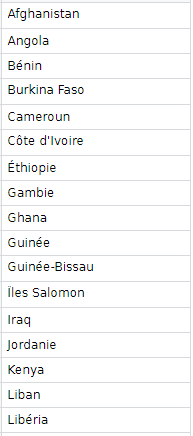 Afghanistan
Angola
Bénin
Burkina Faso
Cameroun
Côte d'Ivoire
Éthiopie
Gambie
Ghana
Guinée
Guinée-Bissau
Îles Salomon
Iraq
Jordanie
Kenya
Liban
Libéria